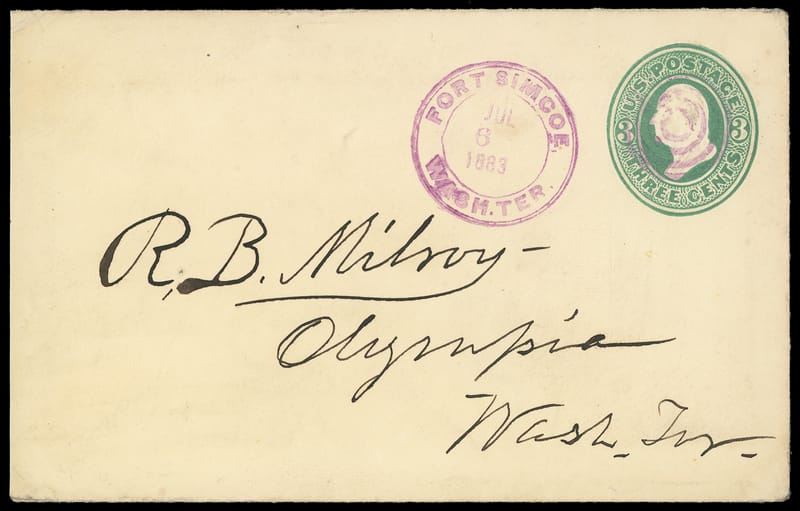 FORT SIMCOE,
JUL
6
1883
WASH. TER.
U.S. POSTAGE
3 3
THREE CENTS
R. B. Milroy –
Olympia
Wash. Ter.